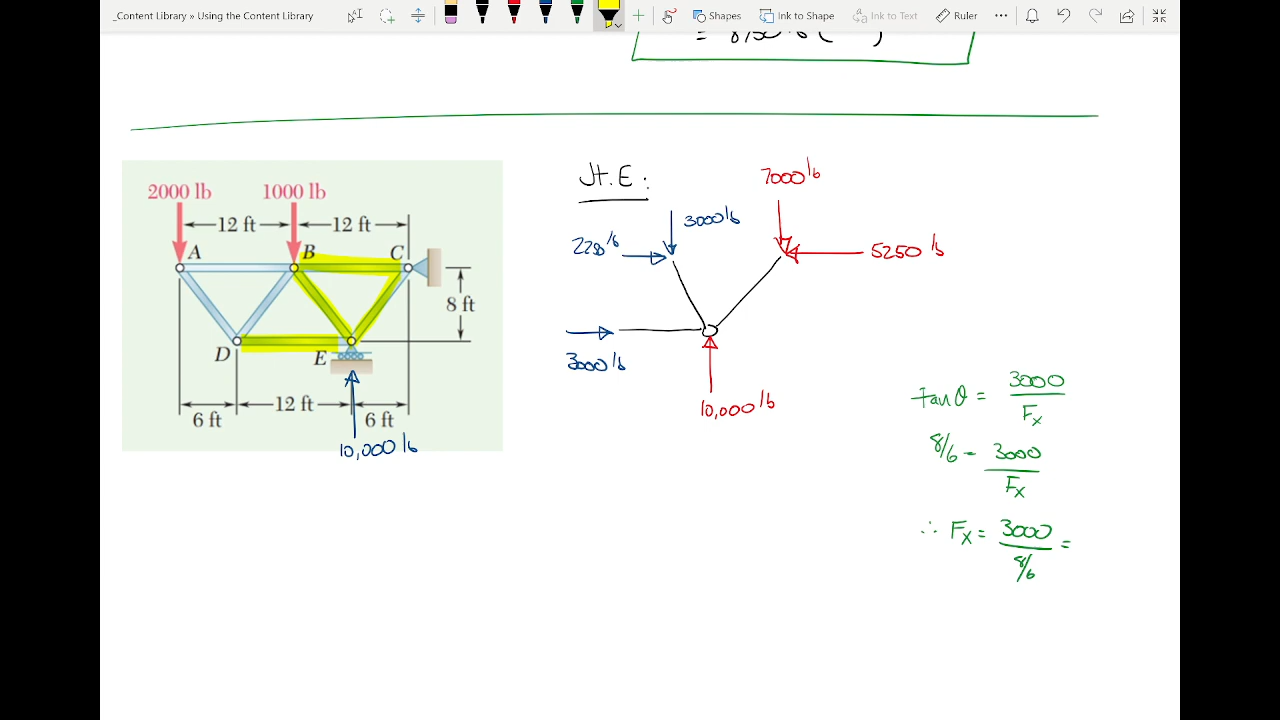 _Content Library » Using the Content Library
Shapes
Ink to Shape
Ink to Text
Ruler
Jt. E:
7000 lb
2000 lb
1000 lb
3000 lb
12 ft
12 ft
A
B
C
5250 lb
8 ft
D
E
3000 lb
12 ft
6 ft
6 ft
10,000 lb
10,000 lb
tan θ = 3000
Fx
8/6 = 3000
Fx
∴ Fx = 3000 =
8/6